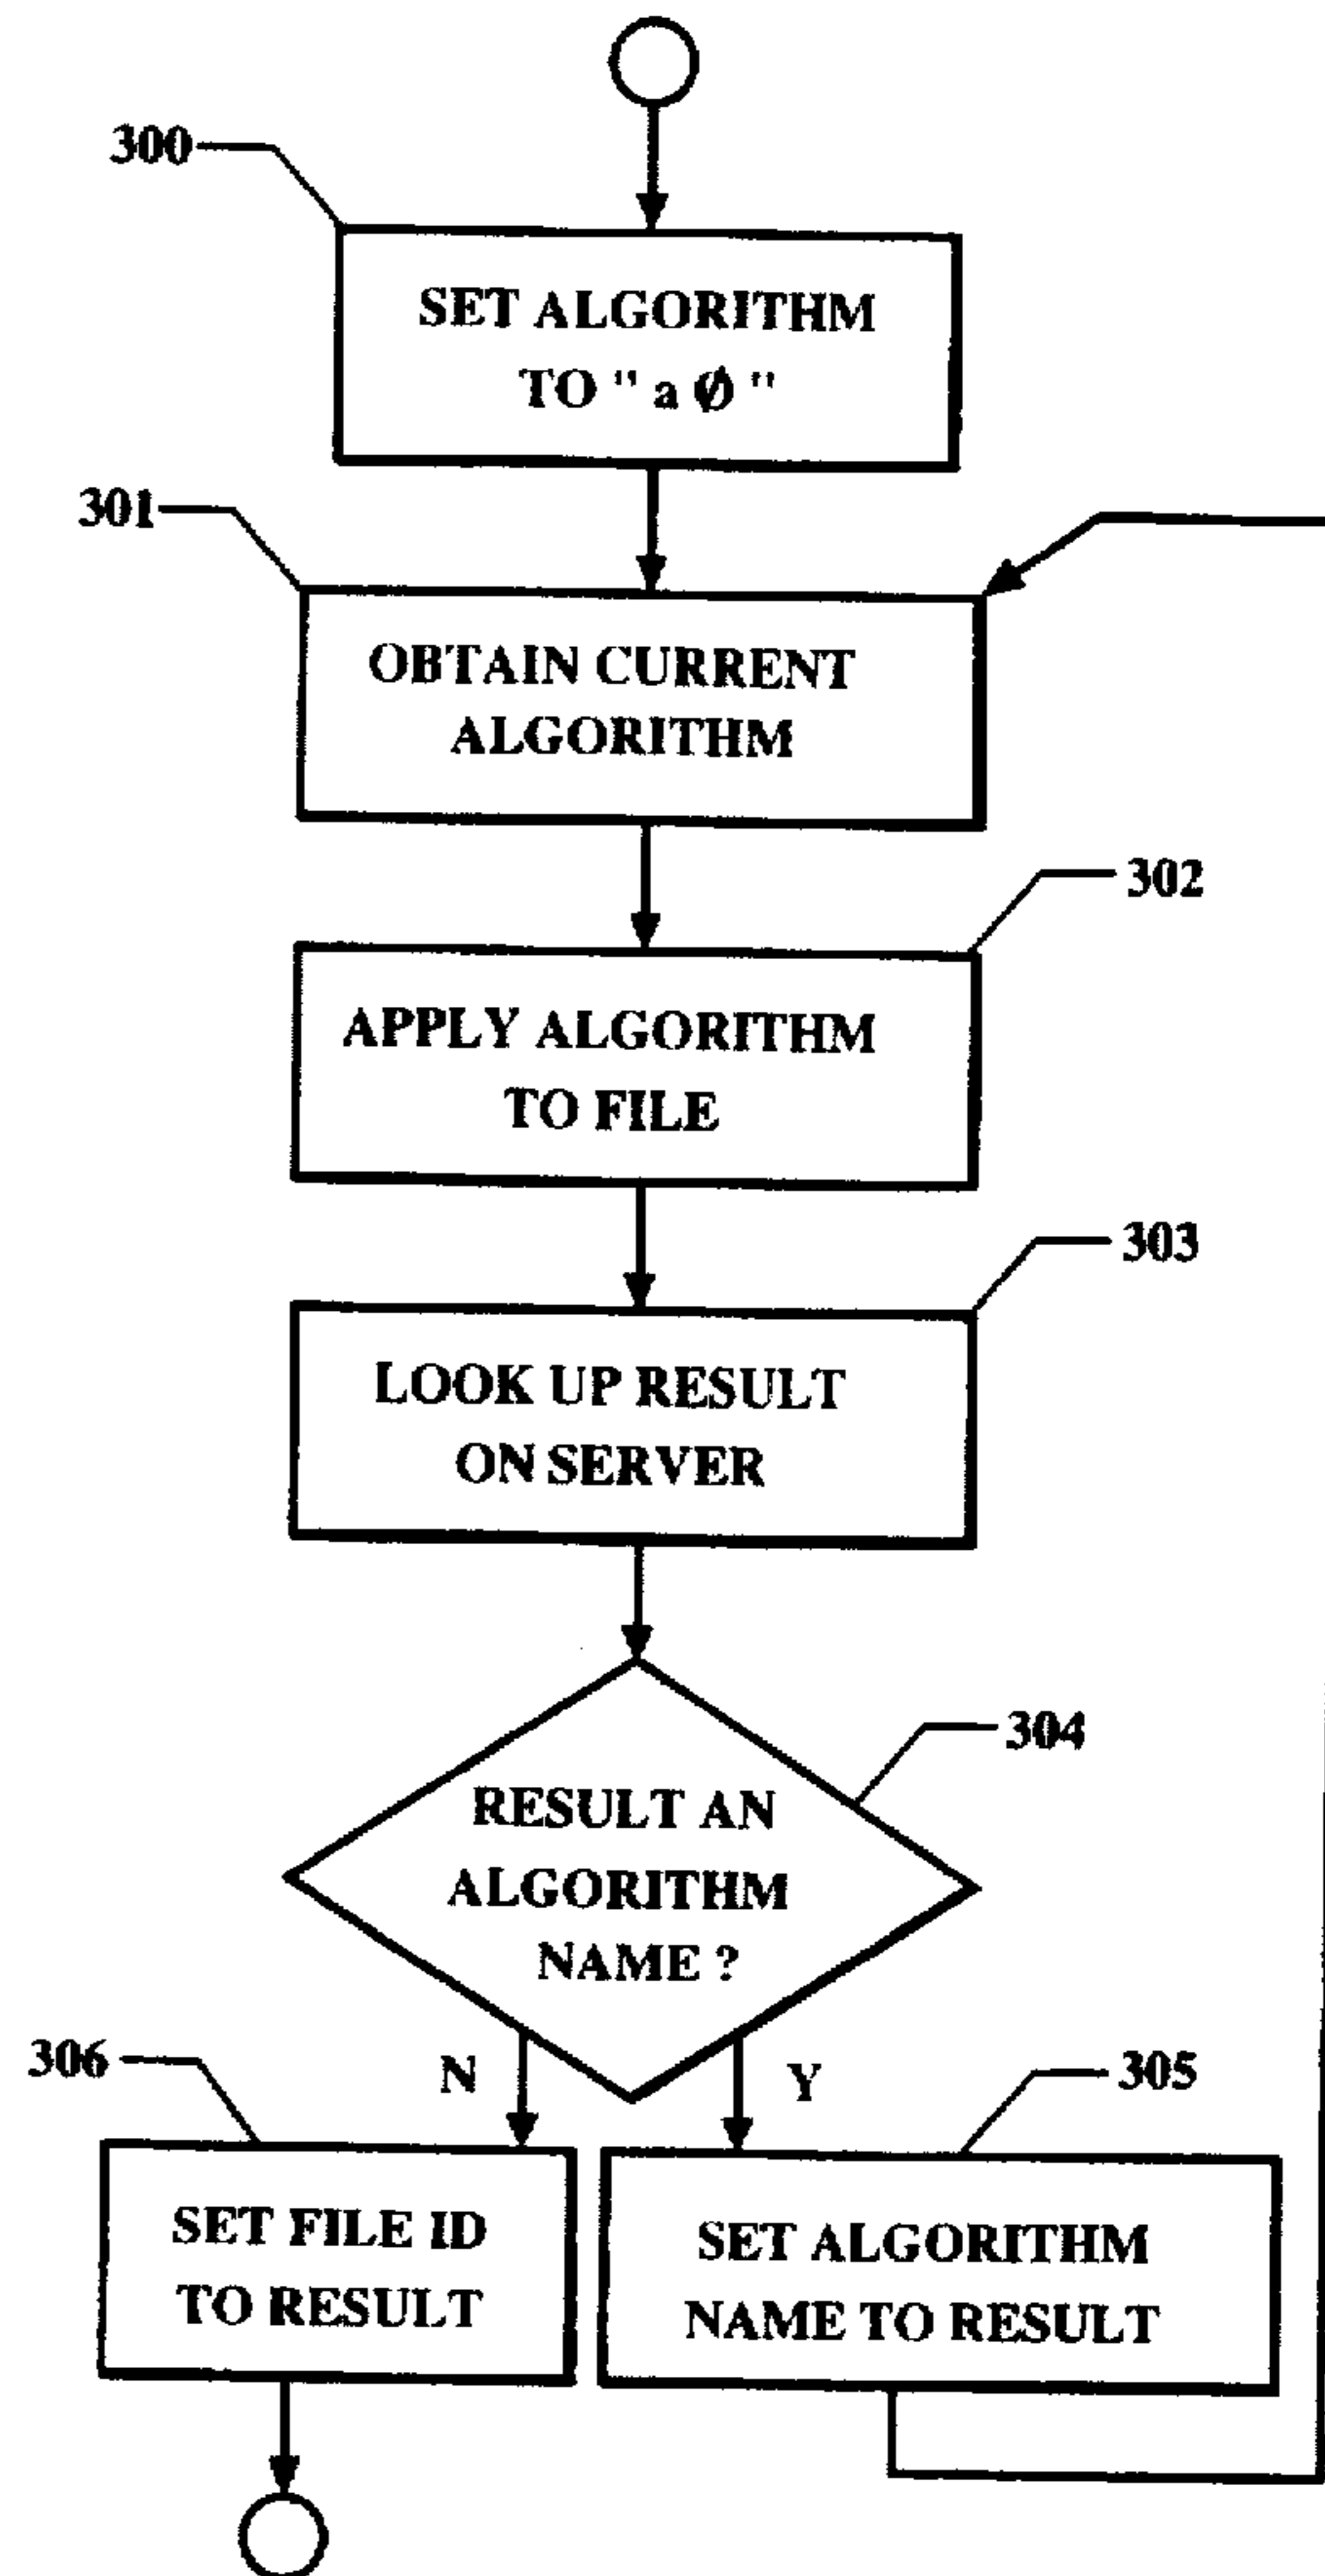 300
SET ALGORITHM
TO " a Ø "
301
OBTAIN CURRENT
ALGORITHM
302
APPLY ALGORITHM
TO FILE
303
LOOK UP RESULT
ON SERVER
304
RESULT AN
ALGORITHM
NAME ?
306
N
Y
305
SET FILE ID
TO RESULT
SET ALGORITHM
NAME TO RESULT